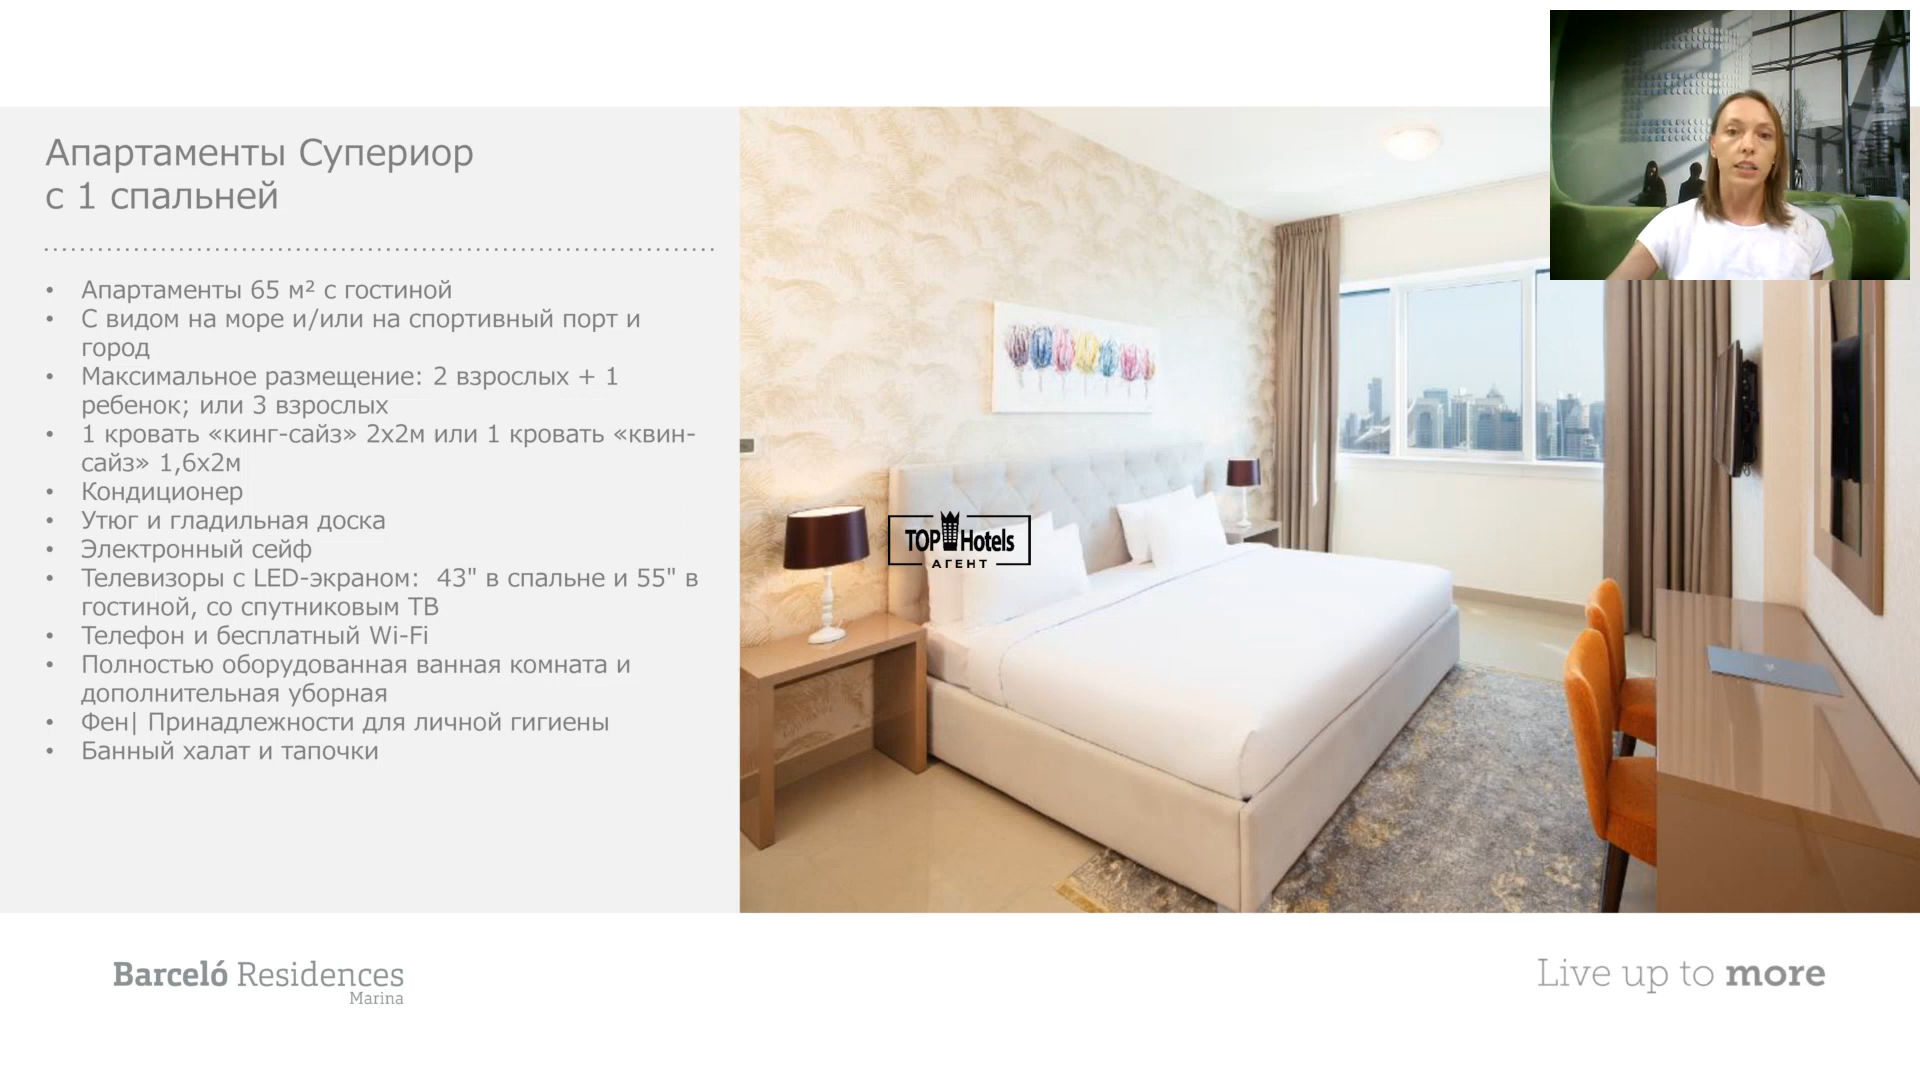 Апартаменты Супериор
с 1 спальней
• Апартаменты 65 м² с гостиной
• С видом на море и/или на спортивный порт и
город
• Максимальное размещение: 2 взрослых + 1
ребенок; или 3 взрослых
• 1 кровать «кинг-сайз» 2х2м или 1 кровать «квин-
сайз» 1,6х2м
• Кондиционер
• Утюг и гладильная доска
• Электронный сейф
• Телевизоры с LED-экраном:  43" в спальне и 55" в
гостиной, со спутниковым ТВ
• Телефон и бесплатный Wi-Fi
• Полностью оборудованная ванная комната и
дополнительная уборная
• Фен| Принадлежности для личной гигиены
• Банный халат и тапочки
TOP Hotels
АГЕНТ
Barceló Residences
Marina
Live up to more